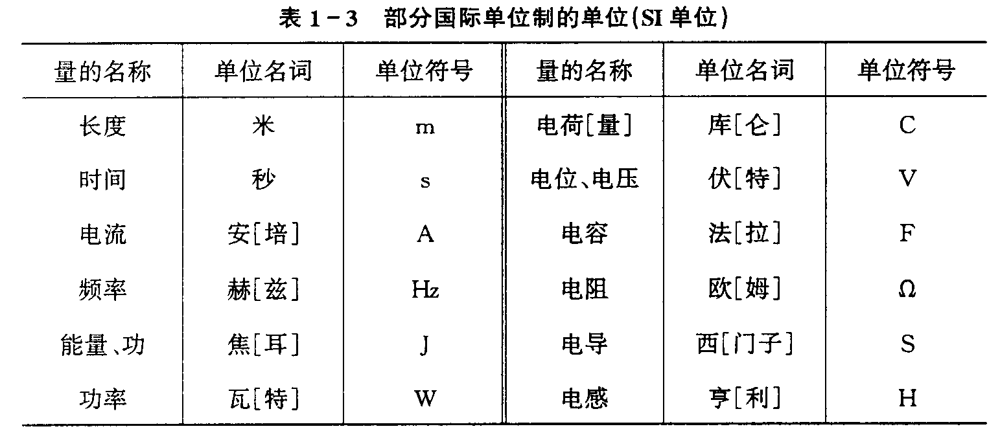 表 1-3 部分国际单位制的单位(SI 单位)
量的名称 单位名词 单位符号 量的名称 单位名词 单位符号
长度 米 m 电荷[量] 库[仑] C
时间 秒 s 电位、电压 伏[特] V
电流 安[培] A 电容 法[拉] F
频率 赫[兹] Hz 电阻 欧[姆] Ω
能量、功 焦[耳] J 电导 西[门子] S
功率 瓦[特] W 电感 亨[利] H